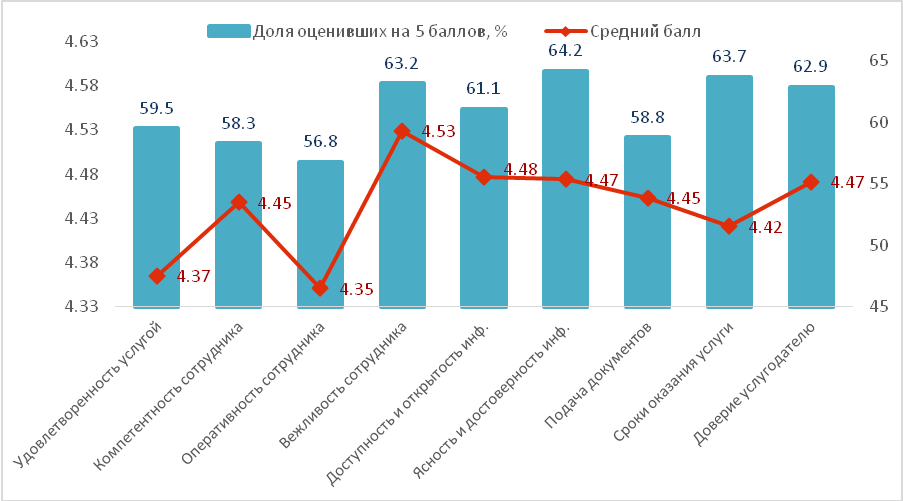 Доля оценивших на 5 баллов, %
Средний балл
4.63
4.58
4.53
4.48
4.43
4.38
4.33
65
60
55
50
45
59.5
58.3
56.8
63.2
61.1
64.2
58.8
63.7
62.9
4.37
4.45
4.35
4.53
4.48
4.47
4.45
4.42
4.47
Удовлетворенность услугой
Компетентность сотрудника
Оперативность сотрудника
Вежливость сотрудника
Доступность и открытость инф.
Ясность и достоверность инф.
Подача документов
Сроки оказания услуги
Доверие услугодателю